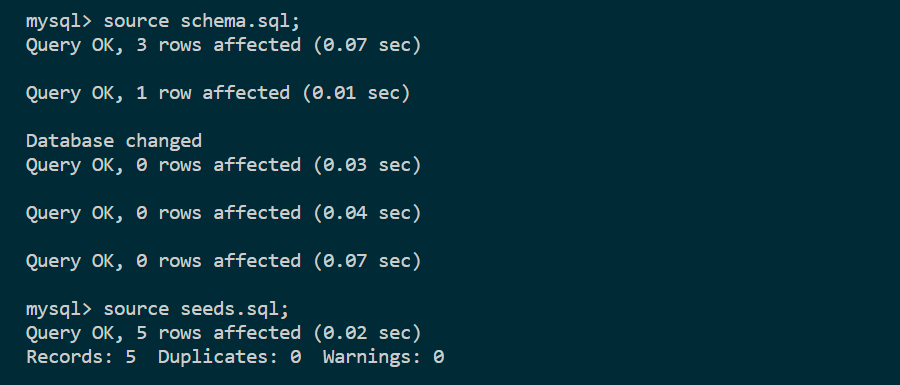 mysql> source schema.sql;
Query OK, 3 rows affected (0.07 sec)
Query OK, 1 row affected (0.01 sec)
Database changed
Query OK, 0 rows affected (0.03 sec)
Query OK, 0 rows affected (0.04 sec)
Query OK, 0 rows affected (0.07 sec)
mysql> source seeds.sql;
Query OK, 5 rows affected (0.02 sec)
Records: 5  Duplicates: 0  Warnings: 0